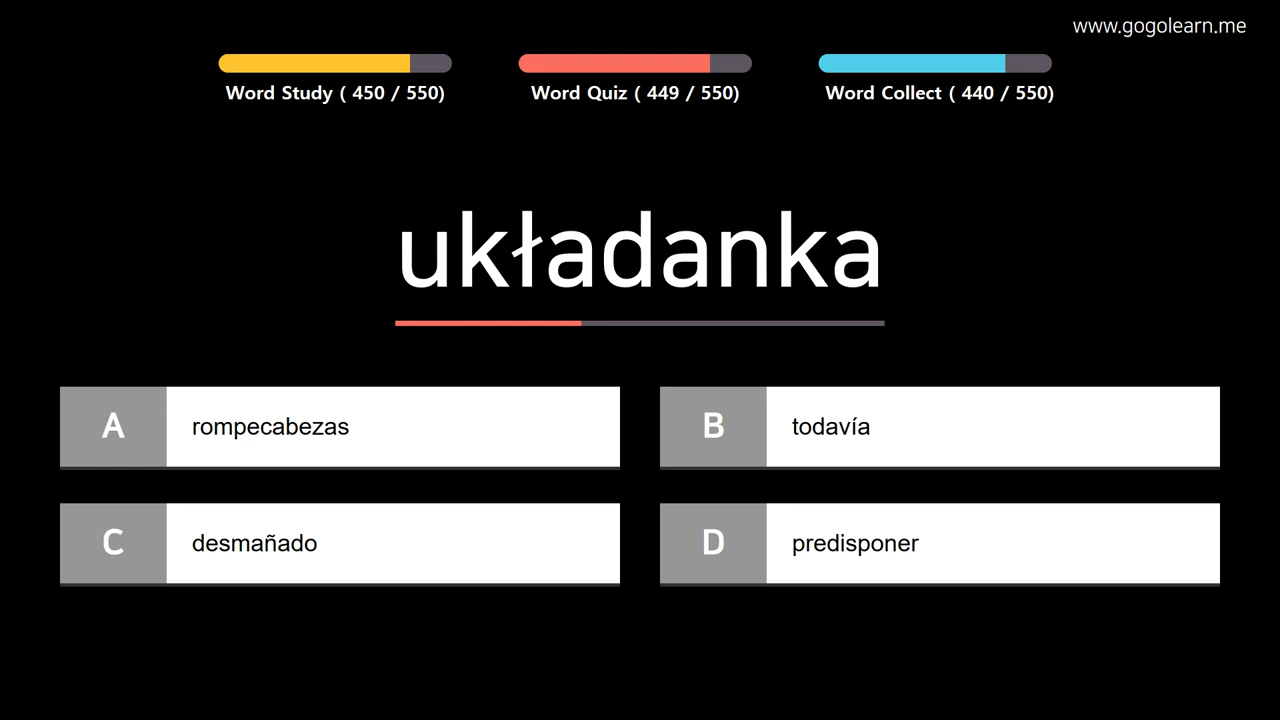 www.gogolearn.me
Word Study ( 450 / 550)
Word Quiz ( 449 / 550)
Word Collect ( 440 / 550)
układanka
A rompecabezas
B todavía
C desmañado
D predisponer